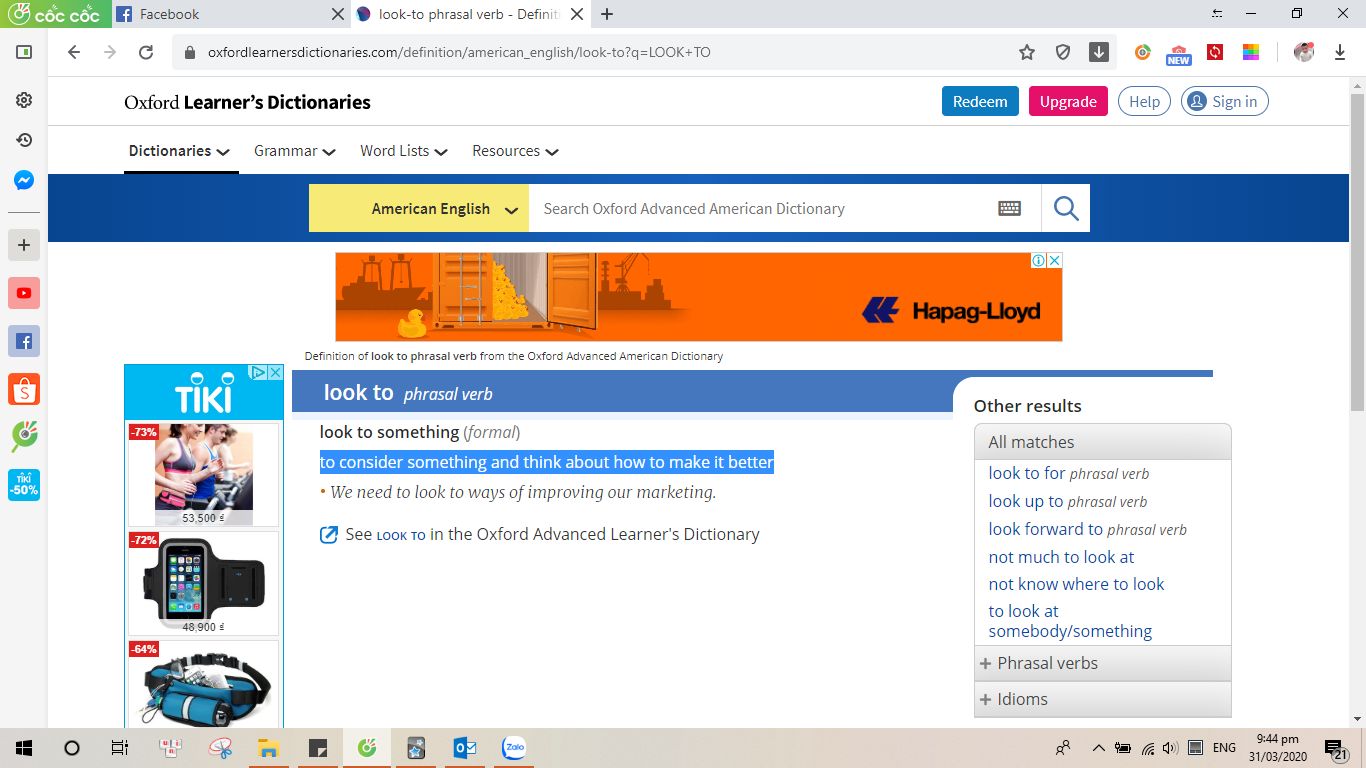 cốc cốc
Facebook
look-to phrasal verb - Definiti
oxfordlearnersdictionaries.com/definition/american_english/look-to?q=LOOK+TO
NEW
Oxford Learner's Dictionaries
Redeem
Upgrade
Help
Sign in
Dictionaries
Grammar
Word Lists
Resources
American English
Search Oxford Advanced American Dictionary
Hapag-Lloyd
Definition of look to phrasal verb from the Oxford Advanced American Dictionary
TIKI
-73%
53,500 ₫
-72%
48,900 ₫
-64%
look to phrasal verb
look to something (formal)
to consider something and think about how to make it better
• We need to look to ways of improving our marketing.
See LOOK TO in the Oxford Advanced Learner's Dictionary
Other results
All matches
look to for phrasal verb
look up to phrasal verb
look forward to phrasal verb
not much to look at
not know where to look
to look at
somebody/something
+ Phrasal verbs
+ Idioms
TIKI
-50%
Zalo
ENG
9:44 pm
31/03/2020
21